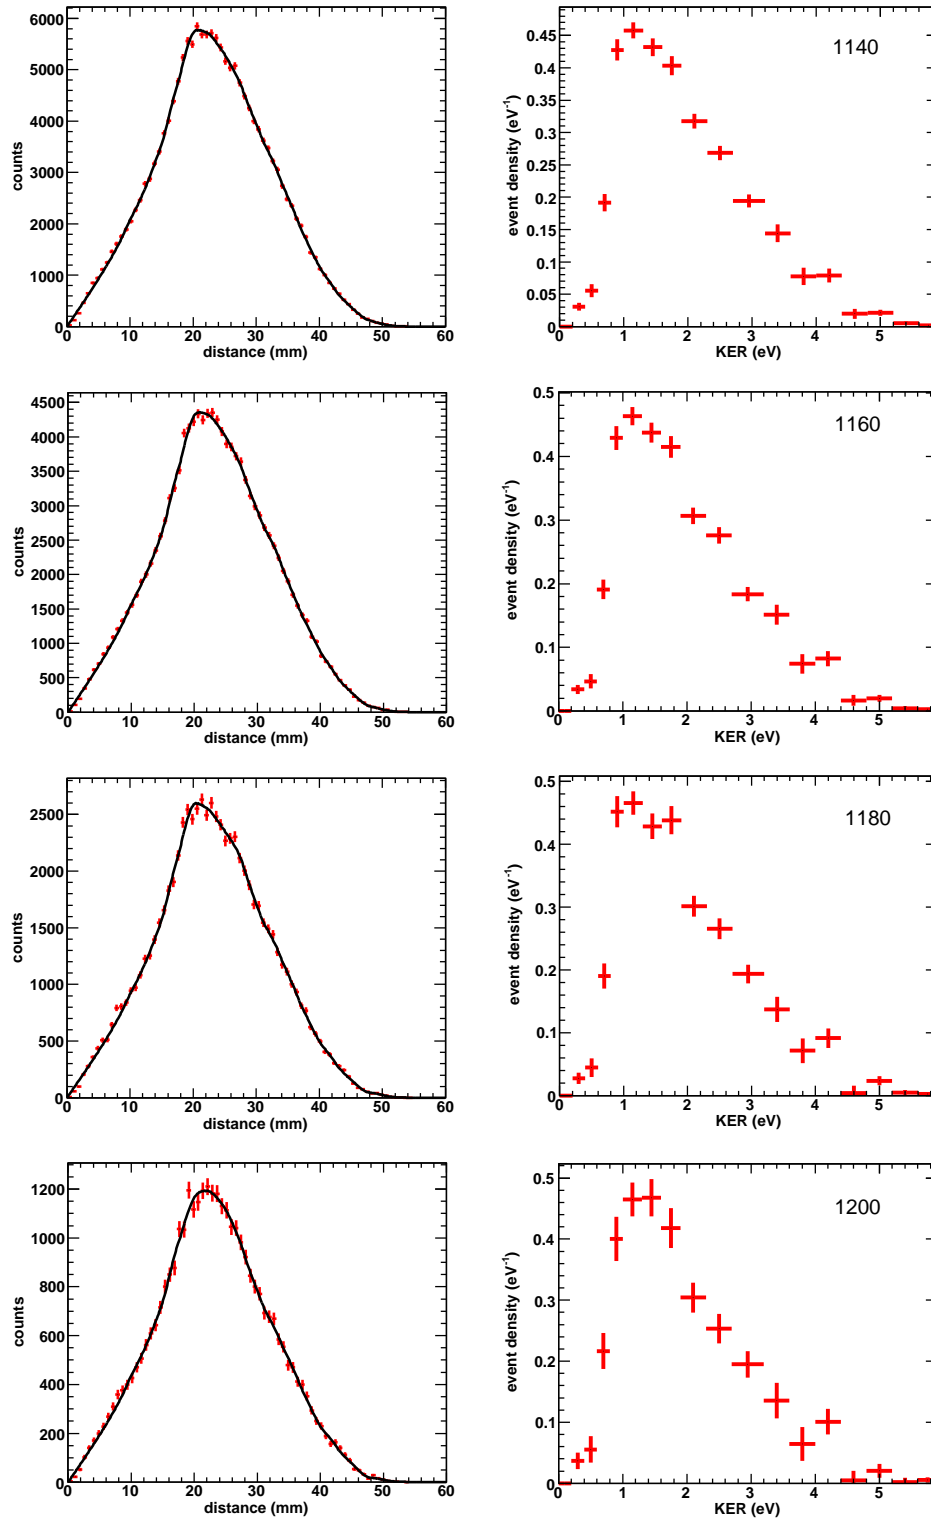 6000
5000
4000
3000
2000
1000
0
counts
0 10 20 30 40 50 60
distance (mm)
1140
0.45
0.4
0.35
0.3
0.25
0.2
0.15
0.1
0.05
0
event density (eV⁻¹)
0 1 2 3 4 5
KER (eV)
4500
4000
3500
3000
2500
2000
1500
1000
500
0
counts
0 10 20 30 40 50 60
distance (mm)
1160
0.5
0.4
0.3
0.2
0.1
0
event density (eV⁻¹)
0 1 2 3 4 5
KER (eV)
2500
2000
1500
1000
500
0
counts
0 10 20 30 40 50 60
distance (mm)
1180
0.5
0.4
0.3
0.2
0.1
0
event density (eV⁻¹)
0 1 2 3 4 5
KER (eV)
1200
1000
800
600
400
200
0
counts
0 10 20 30 40 50 60
distance (mm)
1200
0.5
0.4
0.3
0.2
0.1
0
event density (eV⁻¹)
0 1 2 3 4 5
KER (eV)